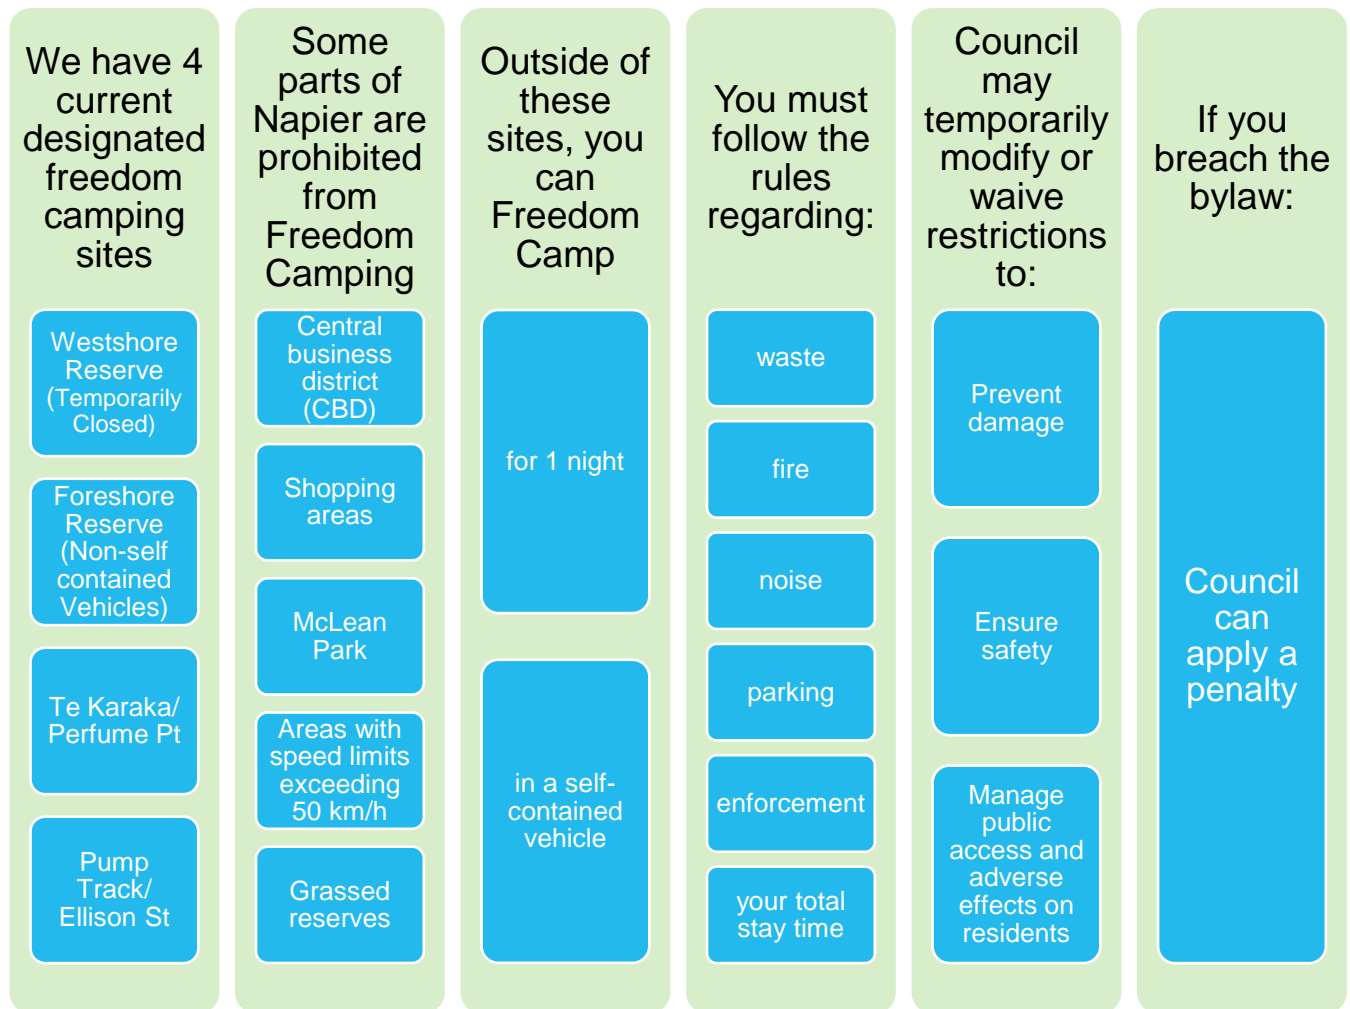 We have 4
current
designated
freedom
camping
sites
Westshore
Reserve
(Temporarily
Closed)
Foreshore
Reserve
(Non-self
contained
Vehicles)
Te Karaka/
Perfume Pt
Pump
Track/
Ellison St
Some
parts of
Napier are
prohibited
from
Freedom
Camping
Central
business
district
(CBD)
Shopping
areas
McLean
Park
Areas with
speed limits
exceeding
50 km/h
Grassed
reserves
Outside of
these
sites, you
can
Freedom
Camp
for 1 night
in a self-
contained
vehicle
You must
follow the
rules
regarding:
waste
fire
noise
parking
enforcement
your total
stay time
Council
may
temporarily
modify or
waive
restrictions
to:
Prevent
damage
Ensure
safety
Manage
public
access and
adverse
effects on
residents
If you
breach the
bylaw:
Council
can
apply a
penalty